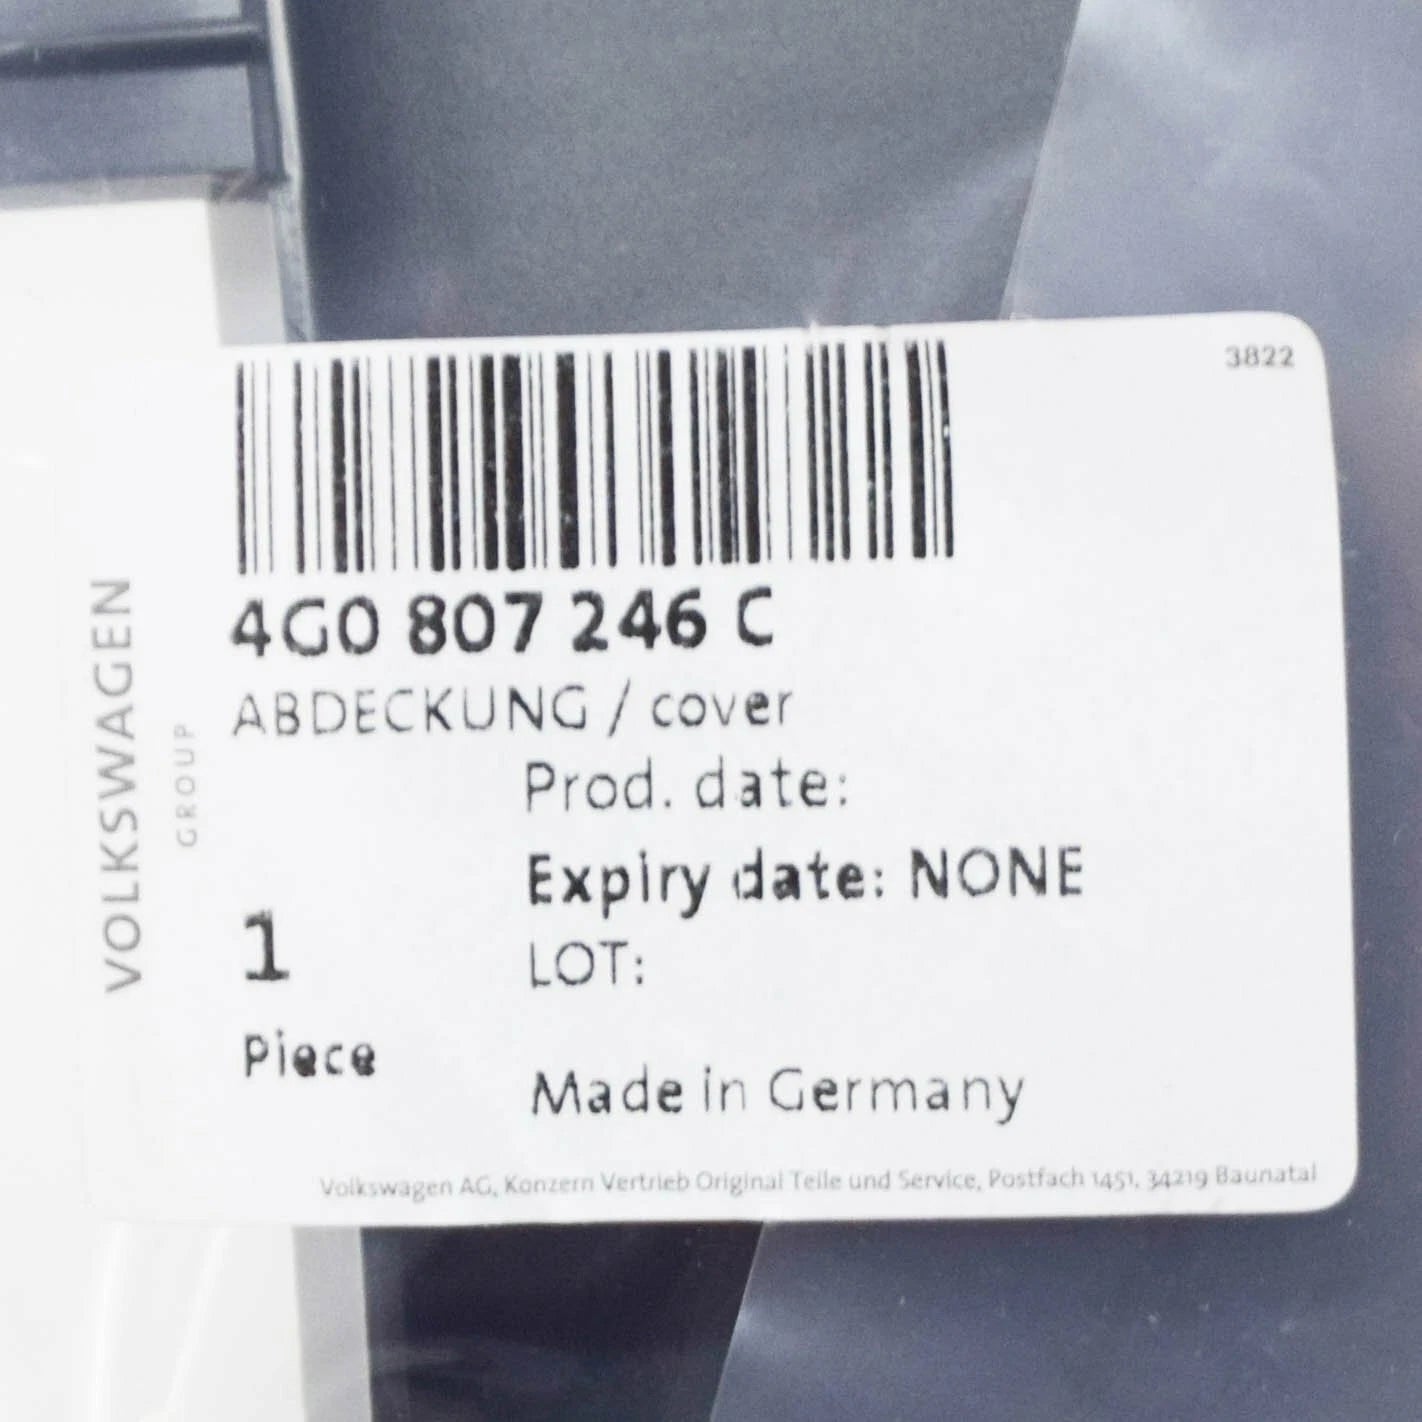 3822
4G0 807 246 C
ABDECKUNG / cover
Prod. date:
Expiry date: NONE
LOT:
1
Piece
Made in Germany
Volkswagen AG, Konzern Vertrieb Original Teile und Service, Postfach 1451, 34219 Baunatal
VOLKSWAGEN
GROUP